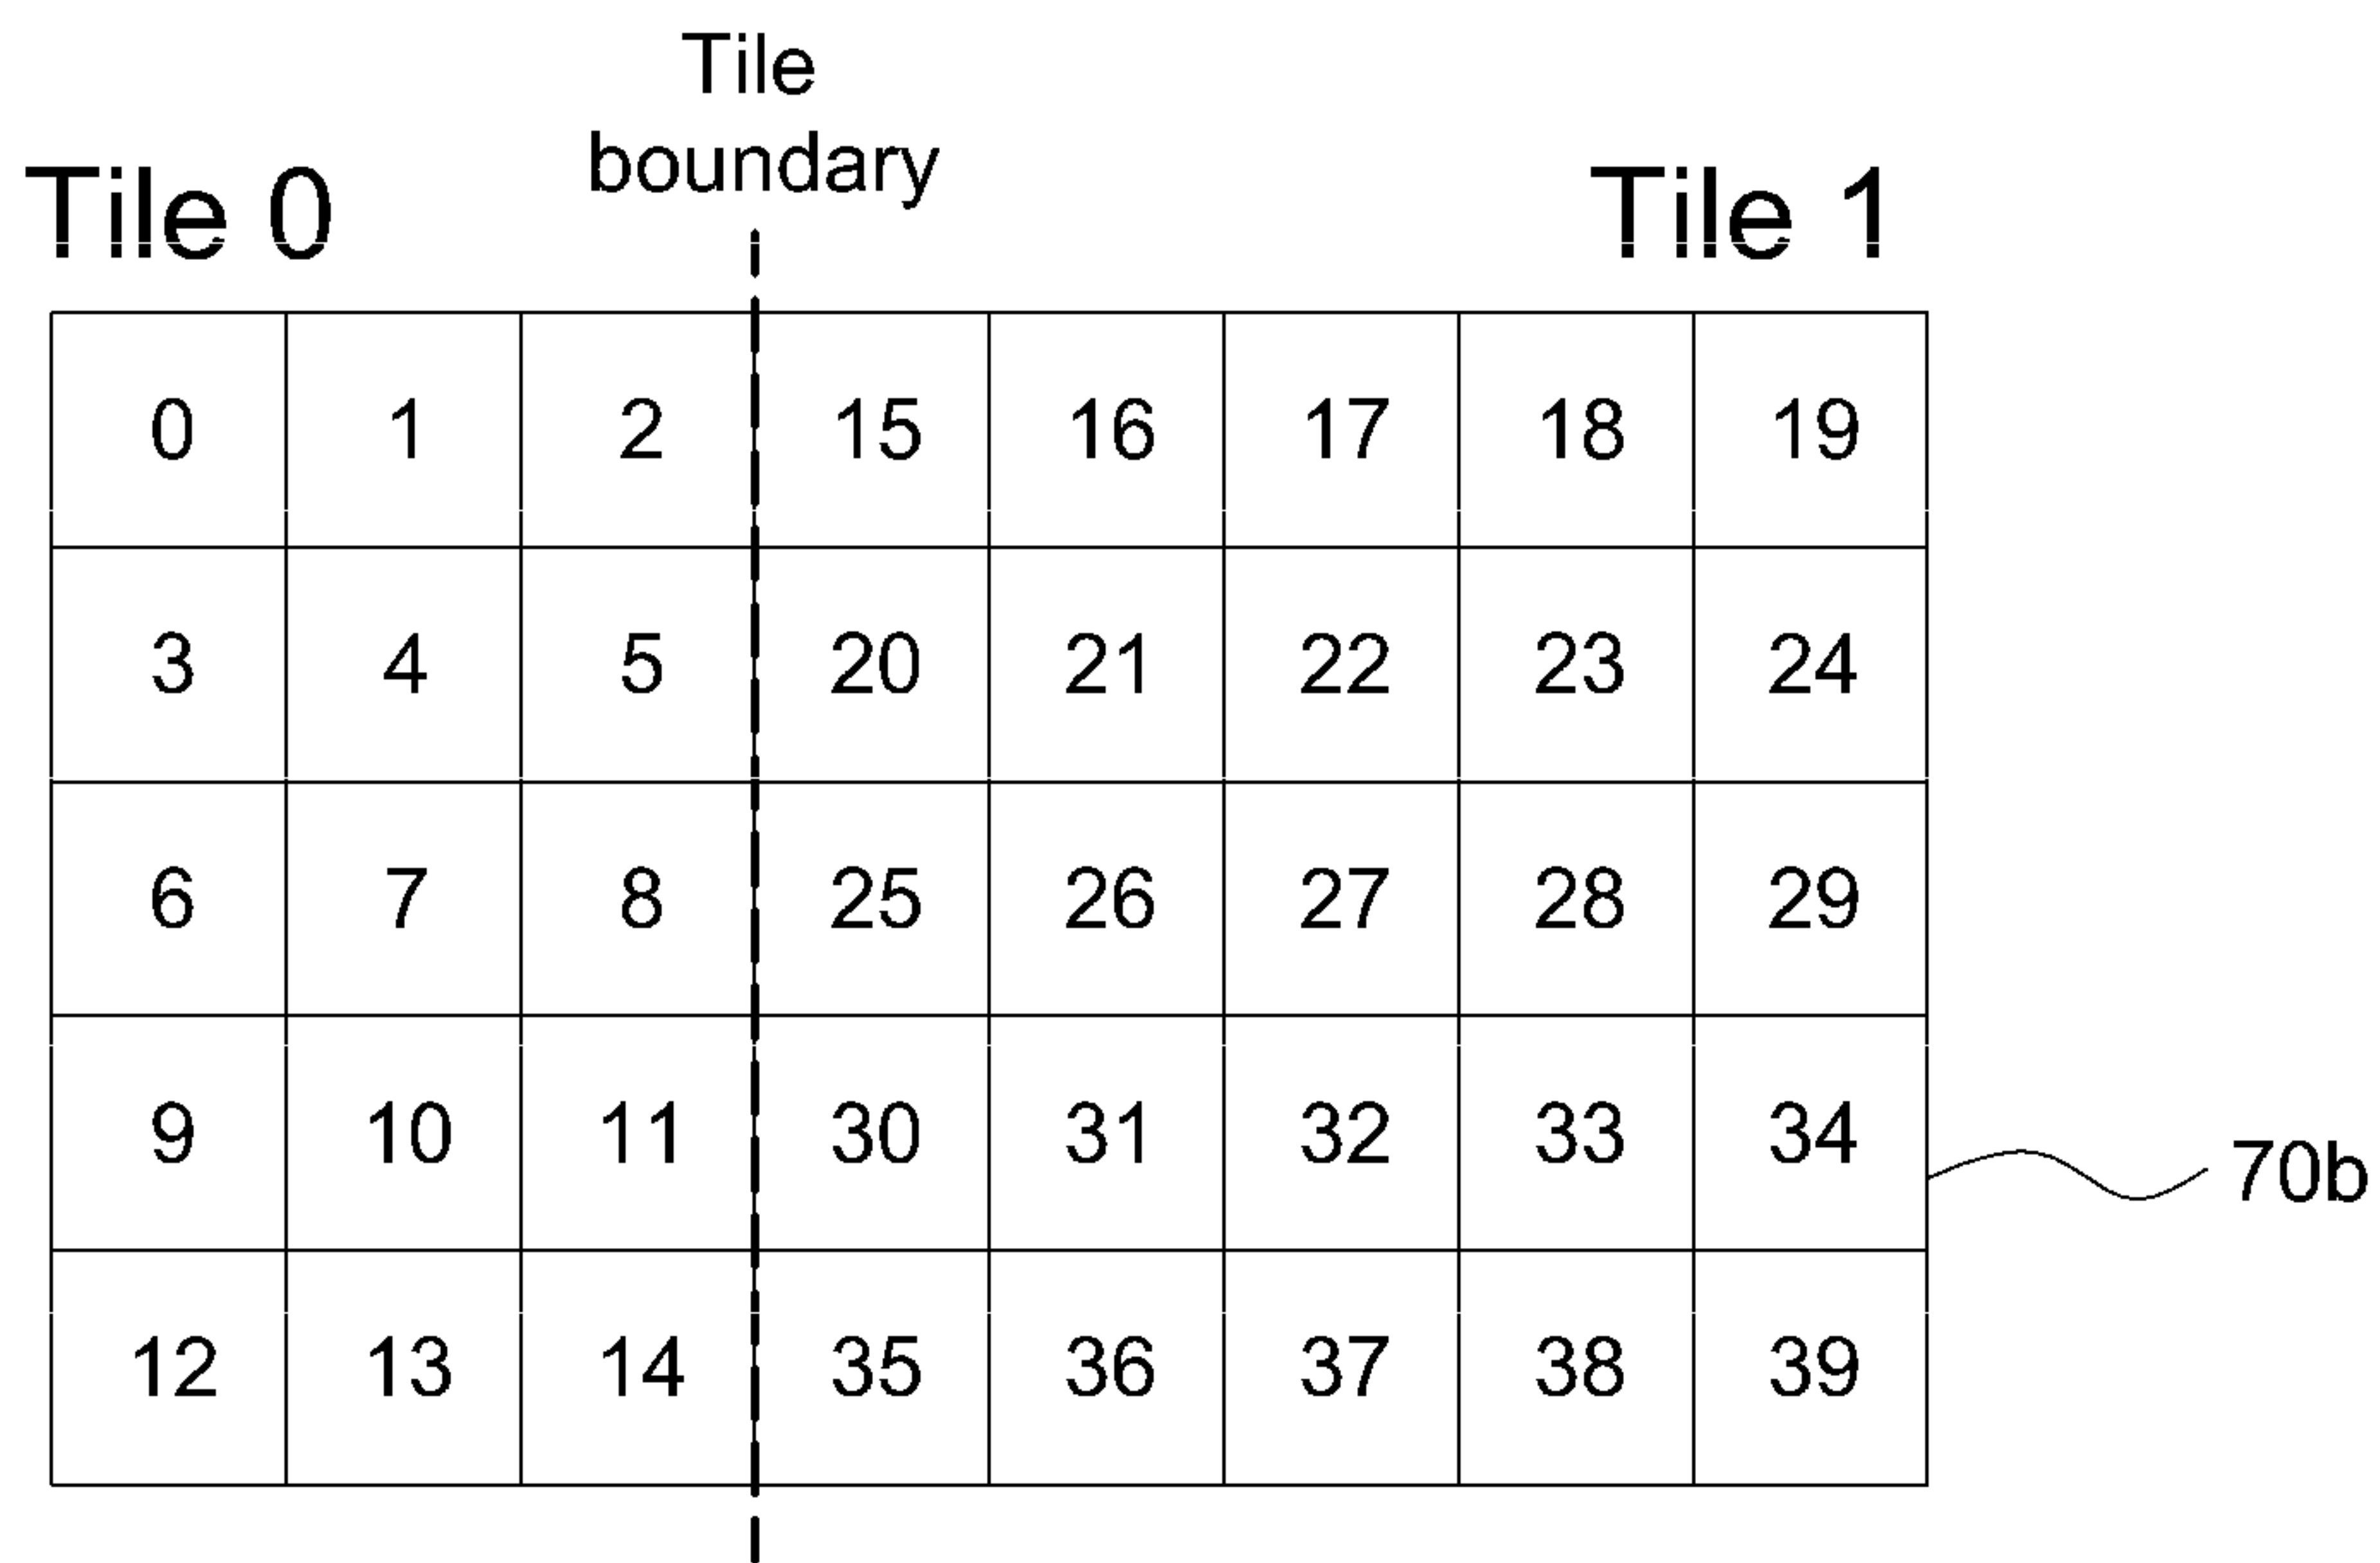 Tile
boundary
Tile 0
Tile 1
0 1 2 15 16 17 18 19
3 4 5 20 21 22 23 24
6 7 8 25 26 27 28 29
9 10 11 30 31 32 33 34
70b
12 13 14 35 36 37 38 39